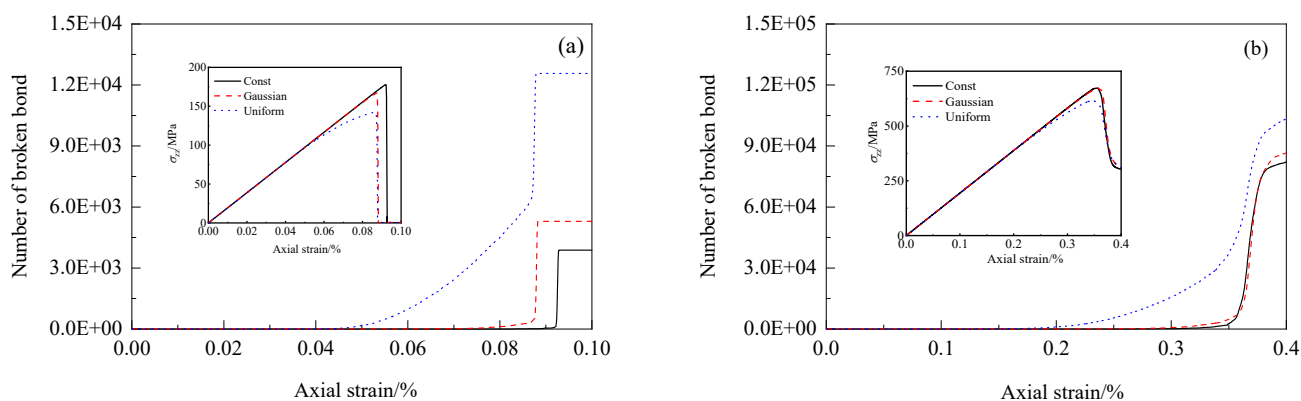 1.5E+04
1.2E+04
9.0E+03
6.0E+03
3.0E+03
0.0E+00
Number of broken bond
(a)
200
150
100
50
0
σzz/MPa
Const
Gaussian
Uniform
0.00 0.02 0.04 0.06 0.08 0.10
Axial strain/%
0.00 0.02 0.04 0.06 0.08 0.10
Axial strain/%
1.5E+05
1.2E+05
9.0E+04
6.0E+04
3.0E+04
0.0E+00
Number of broken bond
(b)
750
500
250
0
σzz/MPa
Const
Gaussian
Uniform
0.0 0.1 0.2 0.3 0.4
Axial strain/%
0.0 0.1 0.2 0.3 0.4
Axial strain/%